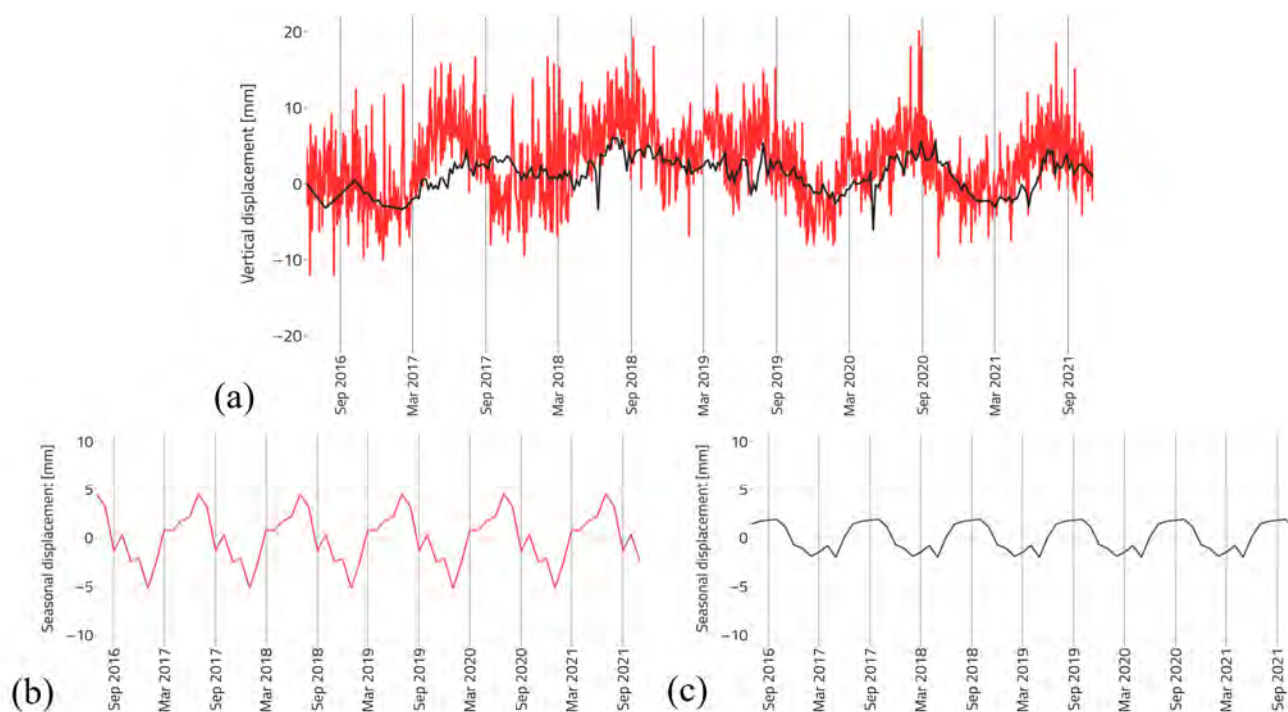 Vertical displacement [mm]
20
10
0
−10
−20
Sep 2016
Mar 2017
Sep 2017
Mar 2018
Sep 2018
Mar 2019
Sep 2019
Mar 2020
Sep 2020
Mar 2021
Sep 2021
(a)
Seasonal displacement [mm]
10
5
0
−5
−10
Sep 2016
Mar 2017
Sep 2017
Mar 2018
Sep 2018
Mar 2019
Sep 2019
Mar 2020
Sep 2020
Mar 2021
Sep 2021
(b)
Seasonal displacement [mm]
10
5
0
−5
−10
Sep 2016
Mar 2017
Sep 2017
Mar 2018
Sep 2018
Mar 2019
Sep 2019
Mar 2020
Sep 2020
Mar 2021
Sep 2021
(c)